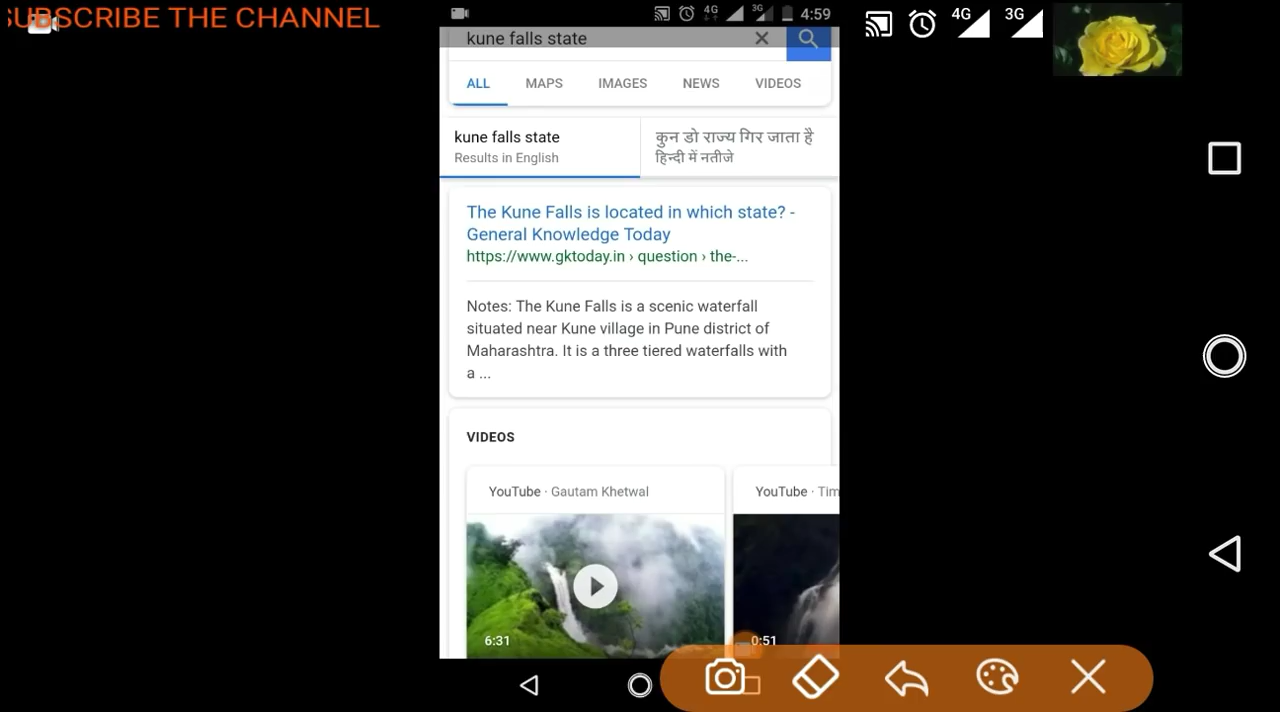 SUBSCRIBE THE CHANNEL
4G 3G 4:59
4G 3G
kune falls state
ALL MAPS IMAGES NEWS VIDEOS
kune falls state
Results in English
कुन डो राज्य गिर जाता है
हिन्दी में नतीजे
The Kune Falls is located in which state? -
General Knowledge Today
https://www.gktoday.in › question › the-...
Notes: The Kune Falls is a scenic waterfall
situated near Kune village in Pune district of
Maharashtra. It is a three tiered waterfalls with
a ...
VIDEOS
YouTube · Gautam Khetwal
YouTube · Tim
6:31
0:51